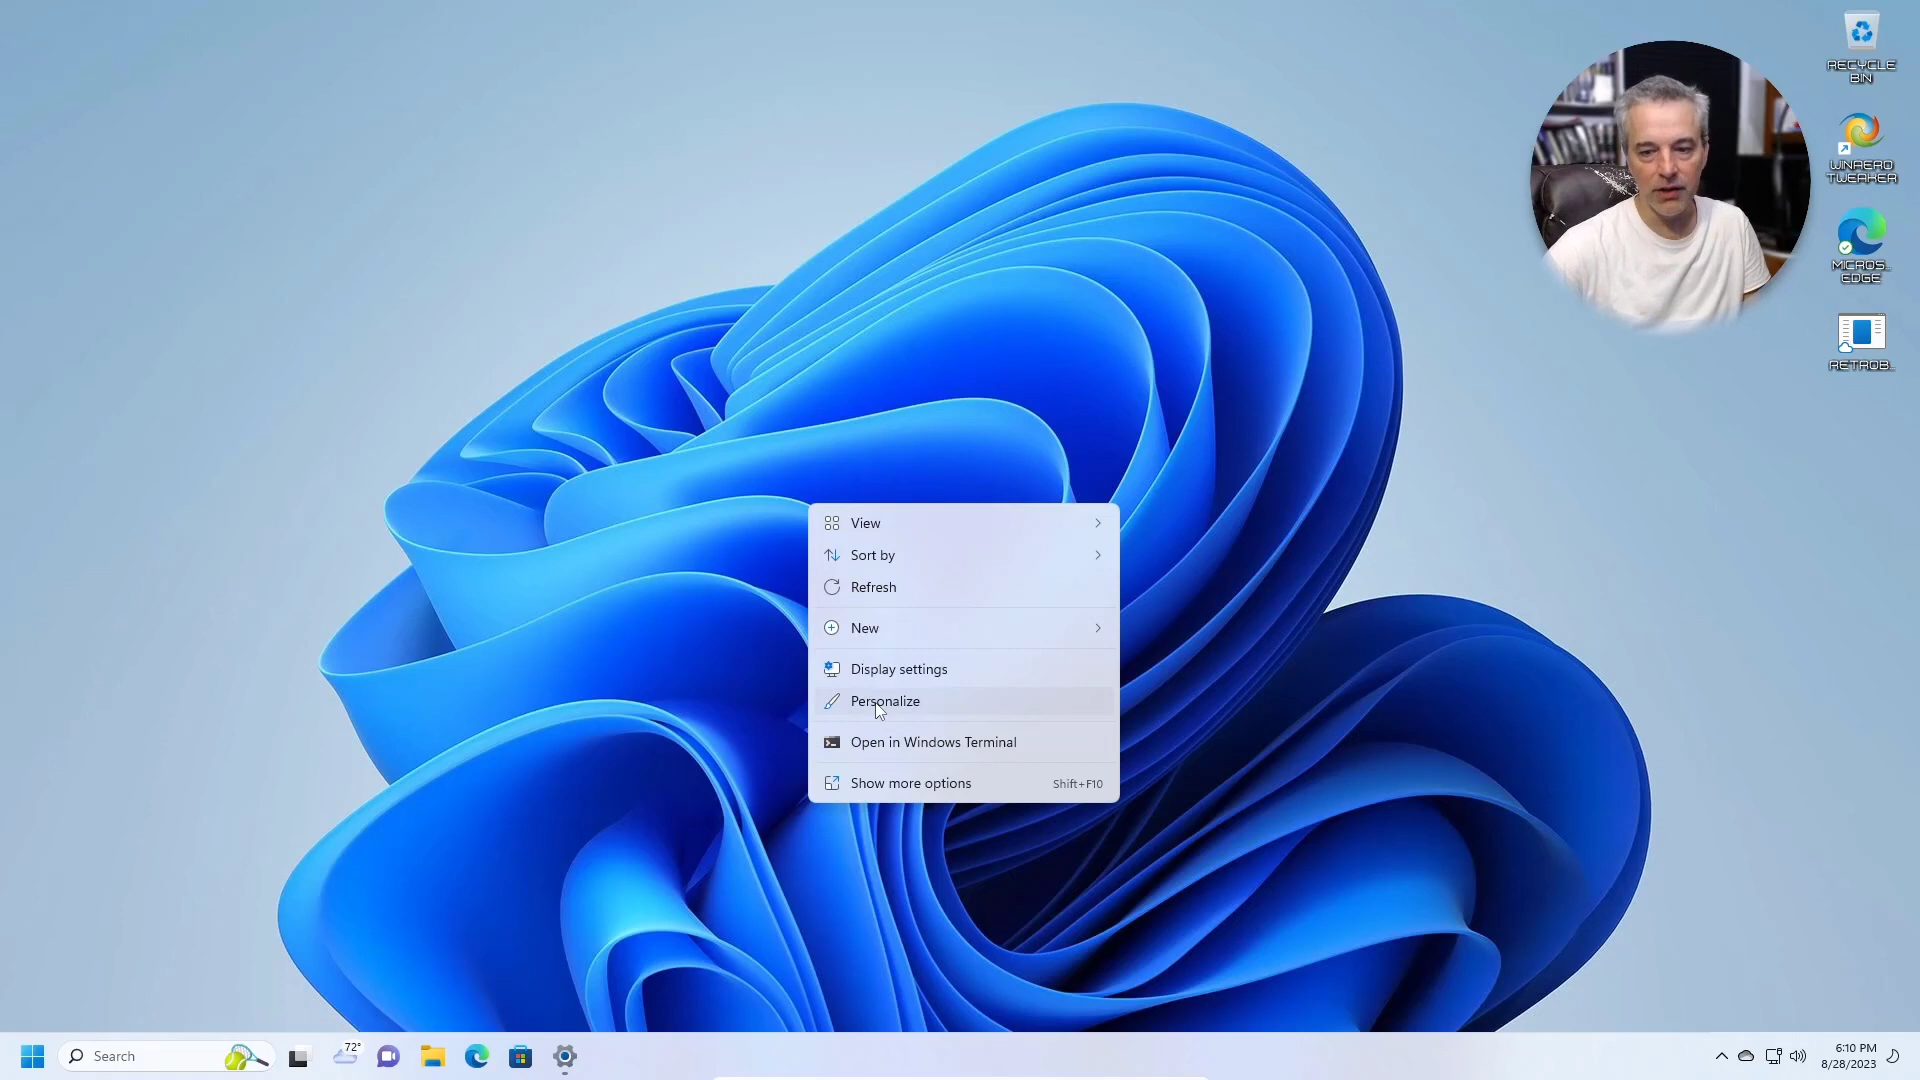 RECYCLE
BIN
WINAERO
TWEAKER
MICROS...
EDGE
RETROB...
View
Sort by
Refresh
New
Display settings
Personalize
Open in Windows Terminal
Show more options Shift+F10
Search
72°
6:10 PM
8/28/2023